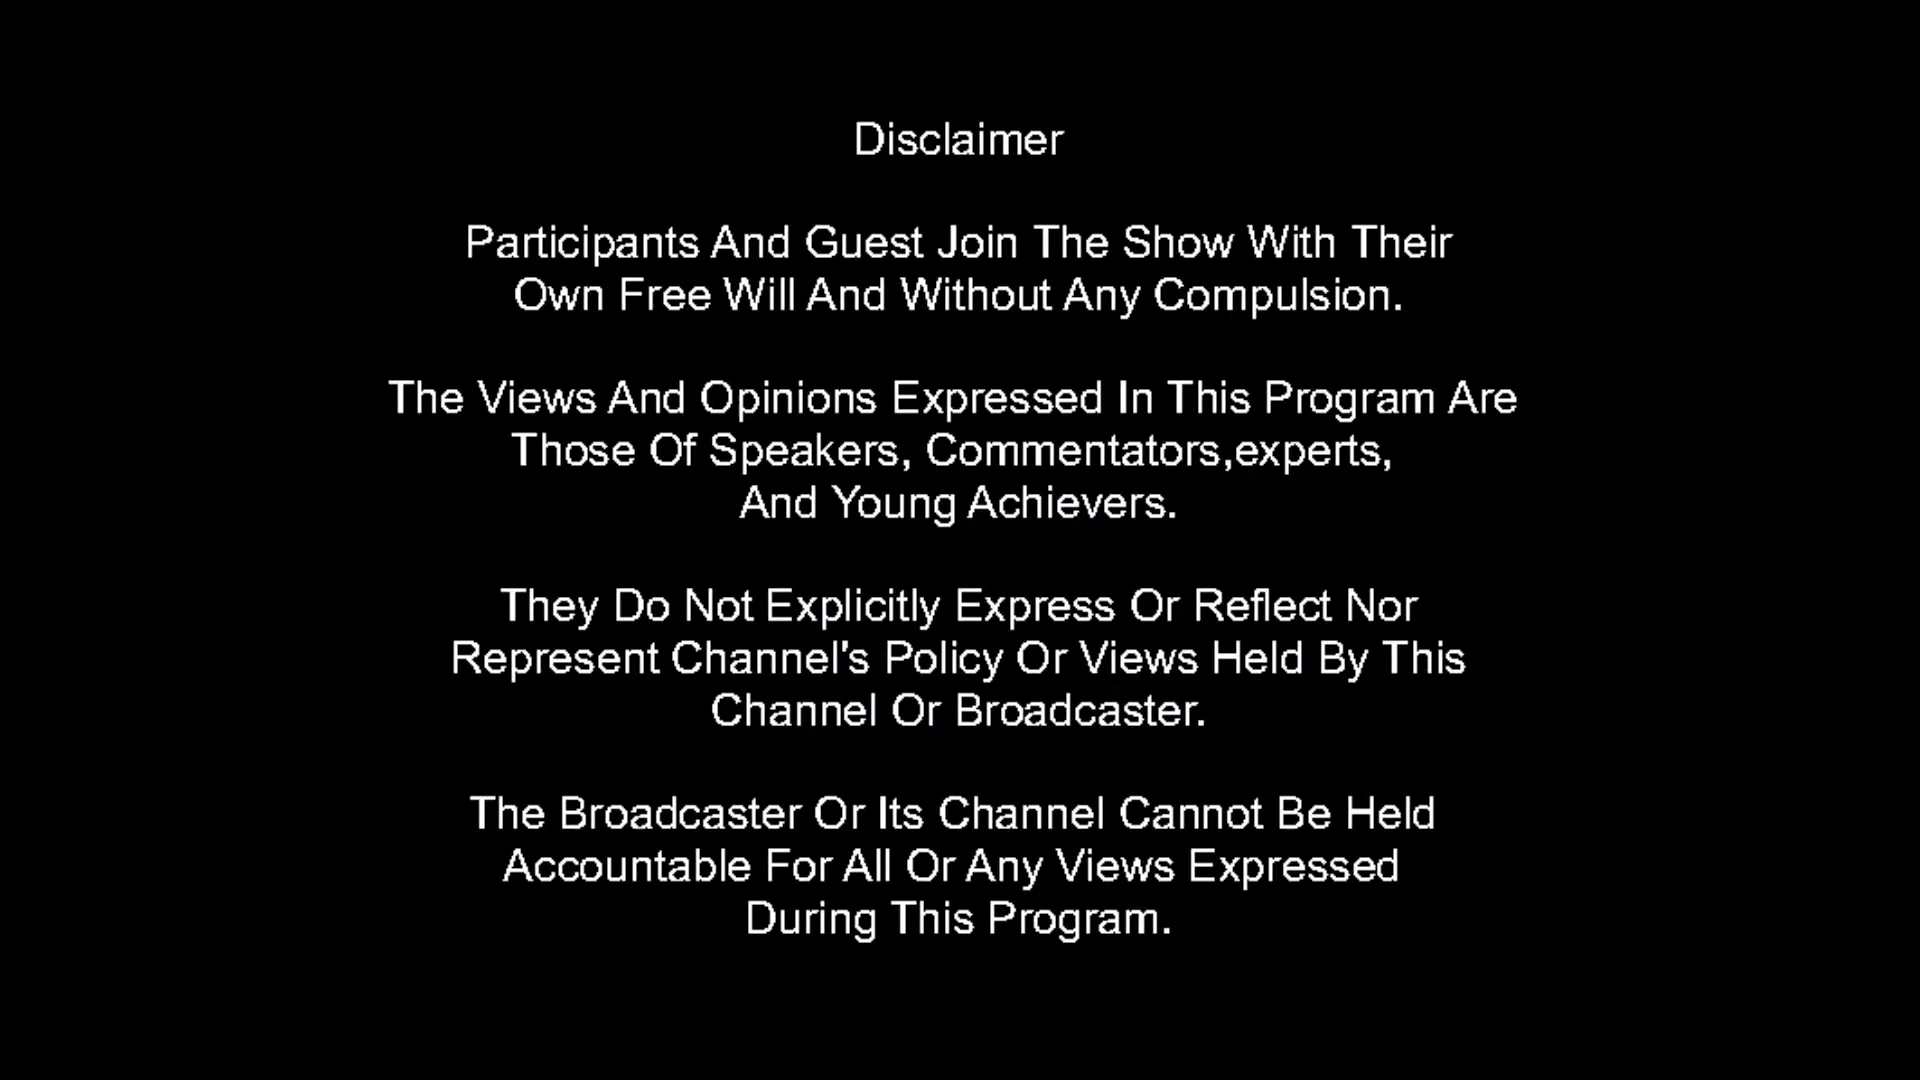 Disclaimer
Participants And Guest Join The Show With Their
Own Free Will And Without Any Compulsion.
The Views And Opinions Expressed In This Program Are
Those Of Speakers, Commentators,experts,
And Young Achievers.
They Do Not Explicitly Express Or Reflect Nor
Represent Channel's Policy Or Views Held By This
Channel Or Broadcaster.
The Broadcaster Or Its Channel Cannot Be Held
Accountable For All Or Any Views Expressed
During This Program.